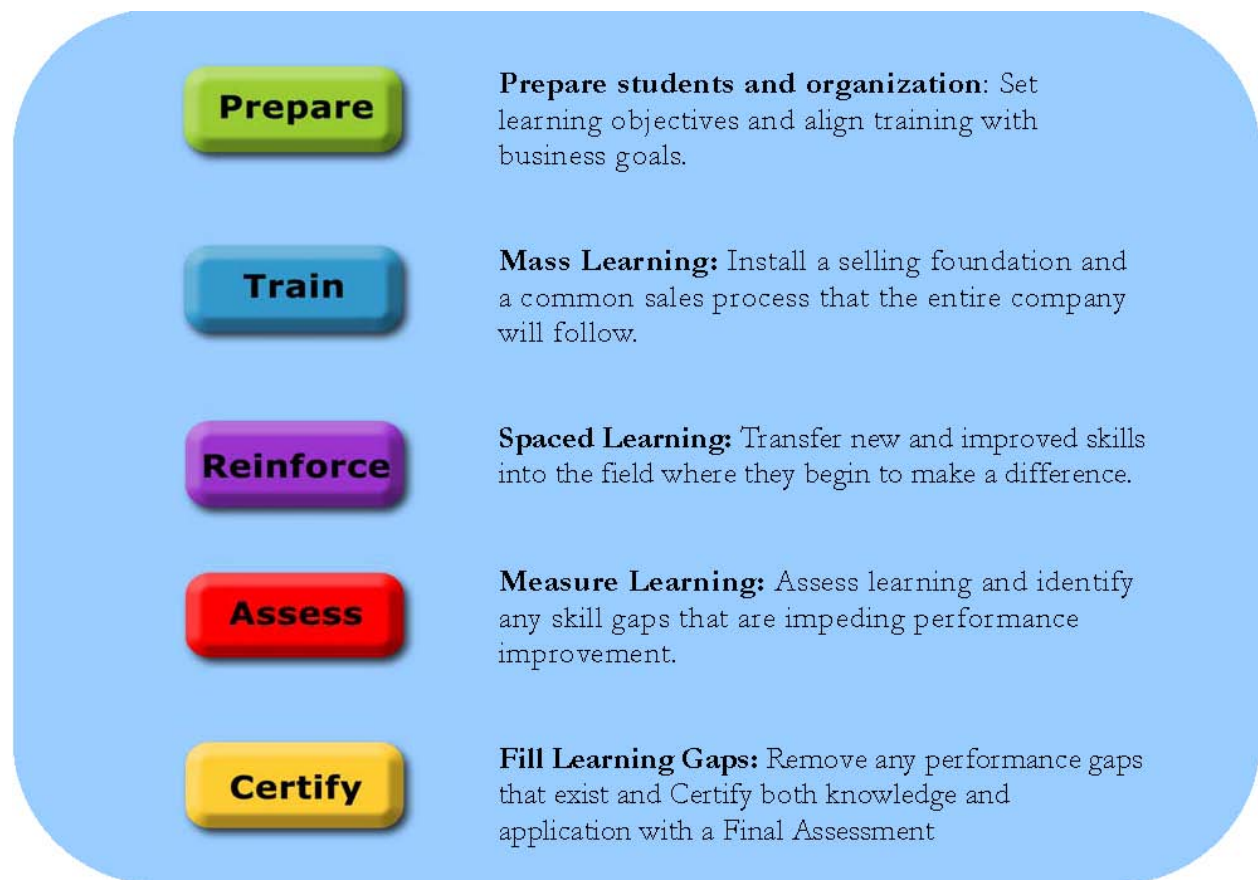 Prepare
Prepare students and organization: Set
learning objectives and align training with
business goals.
Train
Mass Learning: Install a selling foundation and
a common sales process that the entire company
will follow.
Reinforce
Spaced Learning: Transfer new and improved skills
into the field where they begin to make a difference.
Assess
Measure Learning: Assess learning and identify
any skill gaps that are impeding performance
improvement.
Certify
Fill Learning Gaps: Remove any performance gaps
that exist and Certify both knowledge and
application with a Final Assessment